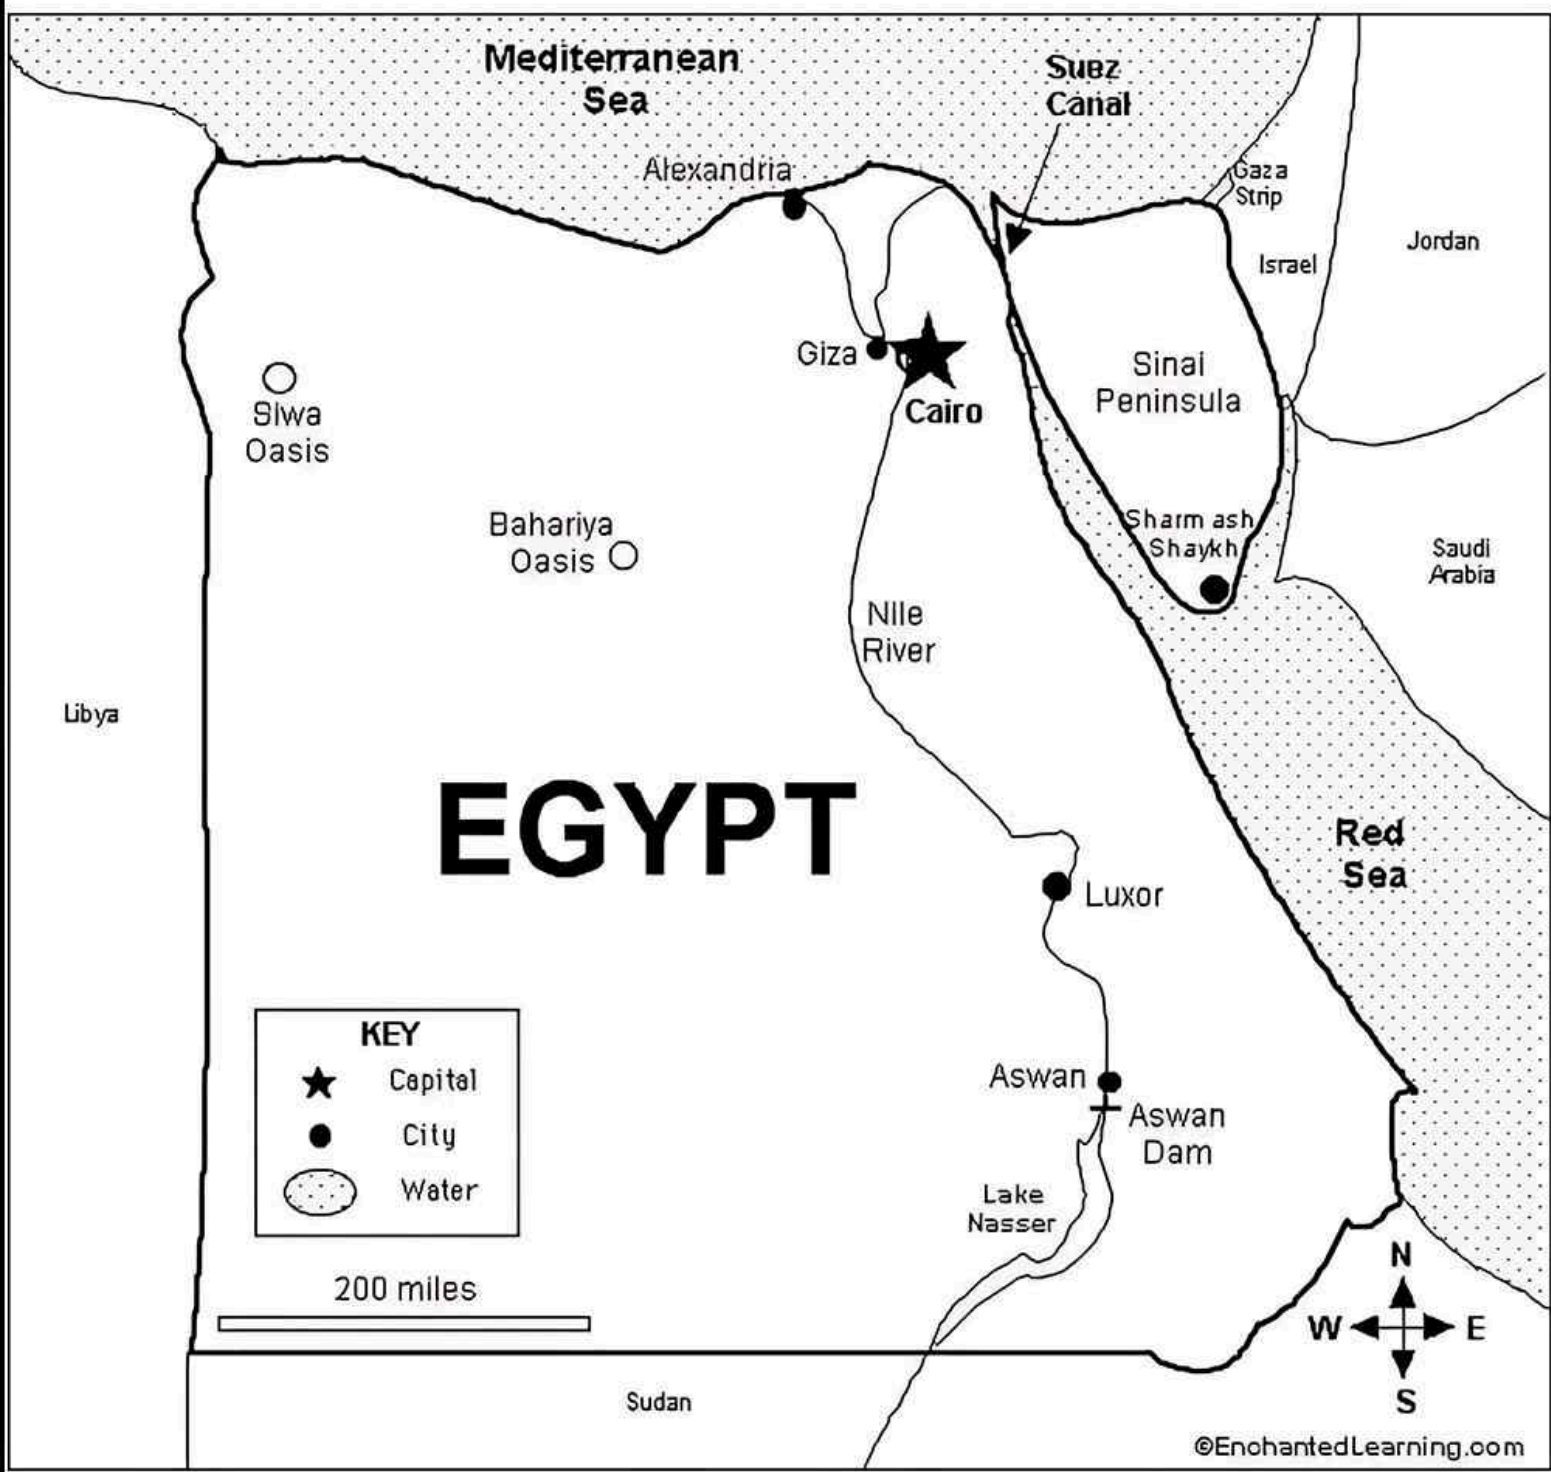 Mediterranean
Sea
Suez
Canal
Alexandria
Gaza
Strip
Israel
Jordan
Giza
Cairo
Sinai
Peninsula
Siwa
Oasis
Bahariya
Oasis
Sharm ash
Shaykh
Saudi
Arabia
Nile
River
Libya
EGYPT
Red
Sea
Luxor
KEY
Capital
City
Water
Aswan
Aswan
Dam
Lake
Nasser
200 miles
N
W E
S
Sudan
©EnchantedLearning.com